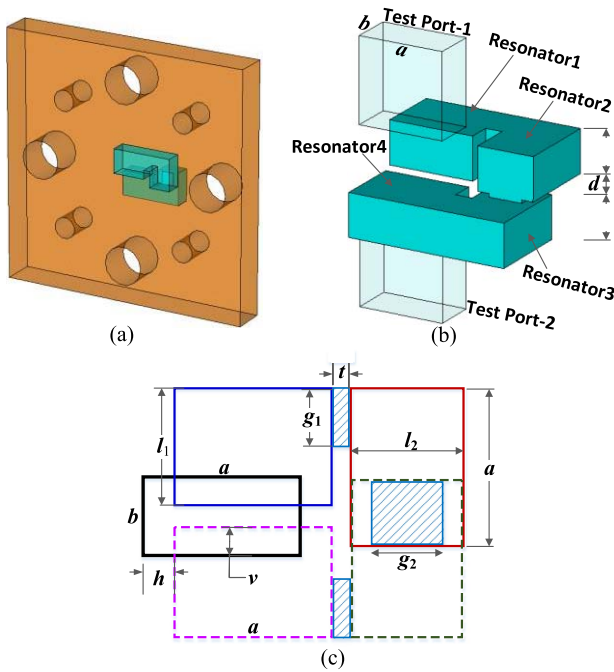 Test Port-1
b
a
Resonator1
Resonator2
Resonator4
d
Resonator3
Test Port-2
(a)
(b)
t
g1
l1
l2
a
a
b
g2
h
v
a
(c)